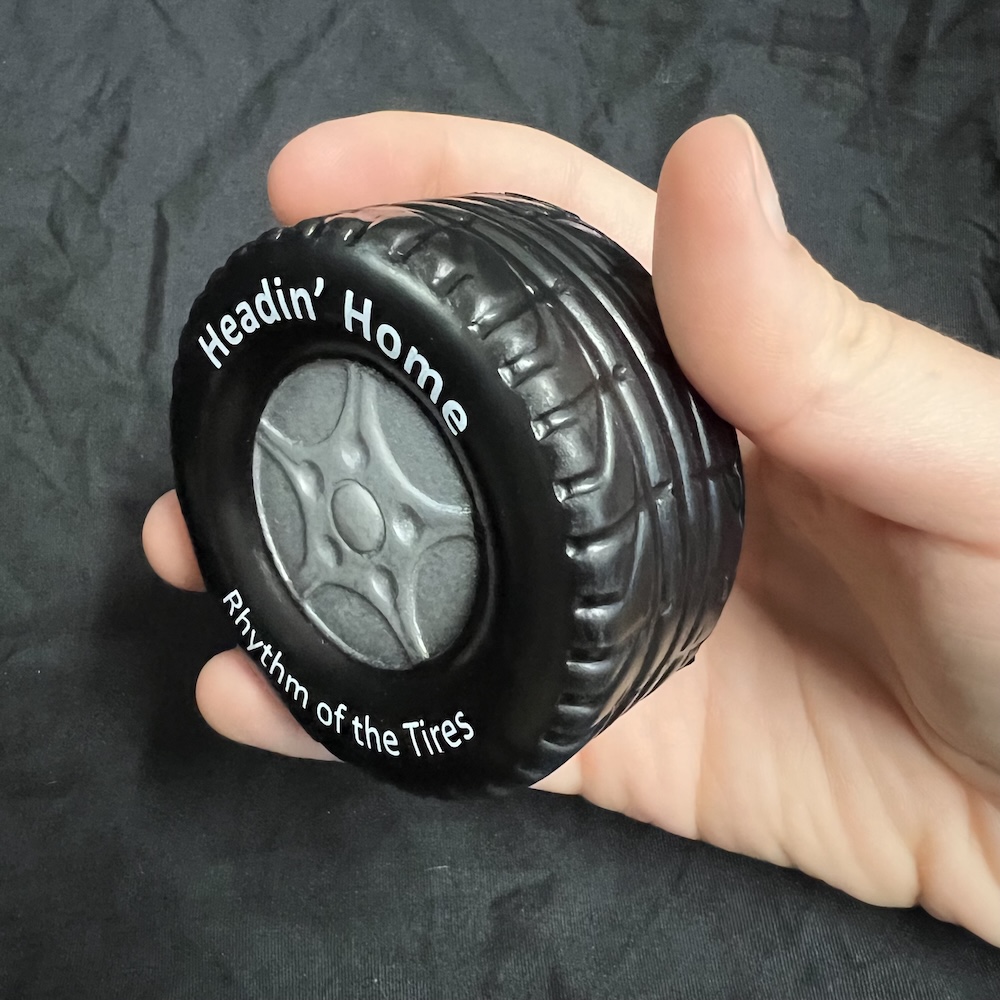 Headin’ Home
Rhythm of the Tires